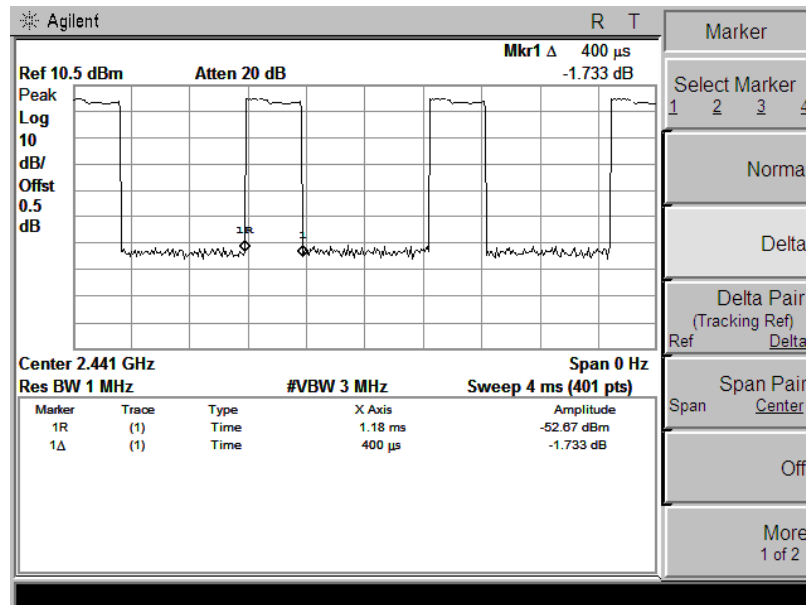 Agilent R T
Mkr1 Δ 400 μs
Ref 10.5 dBm Atten 20 dB -1.733 dB
Peak
Log
10
dB/
Offst
0.5
dB
1R
1
Center 2.441 GHz Span 0 Hz
Res BW 1 MHz #VBW 3 MHz Sweep 4 ms (401 pts)
Marker Trace Type X Axis Amplitude
1R (1) Time 1.18 ms -52.67 dBm
1Δ (1) Time 400 μs -1.733 dB
Marker
Select Marker
1 2 3 4
Norma
Delta
Delta Pair
(Tracking Ref)
Ref Delta
Span Pair
Span Center
Off
More
1 of 2